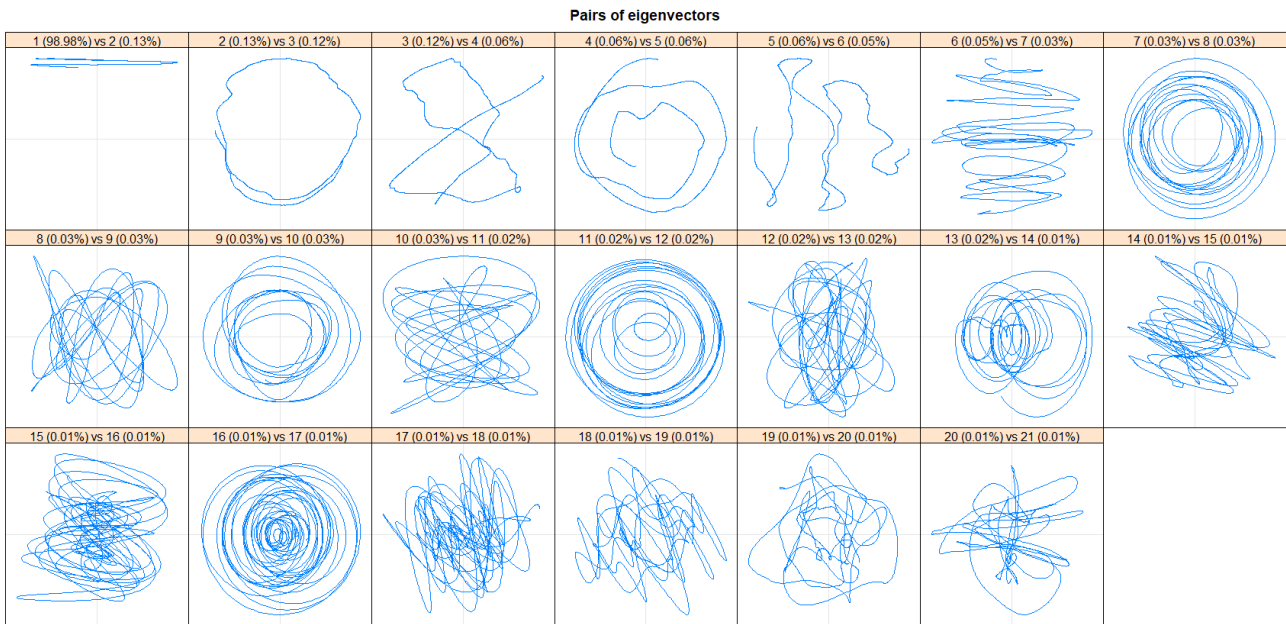 Pairs of eigenvectors
1 (98.98%) vs 2 (0.13%)
2 (0.13%) vs 3 (0.12%)
3 (0.12%) vs 4 (0.06%)
4 (0.06%) vs 5 (0.06%)
5 (0.06%) vs 6 (0.05%)
6 (0.05%) vs 7 (0.03%)
7 (0.03%) vs 8 (0.03%)
8 (0.03%) vs 9 (0.03%)
9 (0.03%) vs 10 (0.03%)
10 (0.03%) vs 11 (0.02%)
11 (0.02%) vs 12 (0.02%)
12 (0.02%) vs 13 (0.02%)
13 (0.02%) vs 14 (0.01%)
14 (0.01%) vs 15 (0.01%)
15 (0.01%) vs 16 (0.01%)
16 (0.01%) vs 17 (0.01%)
17 (0.01%) vs 18 (0.01%)
18 (0.01%) vs 19 (0.01%)
19 (0.01%) vs 20 (0.01%)
20 (0.01%) vs 21 (0.01%)